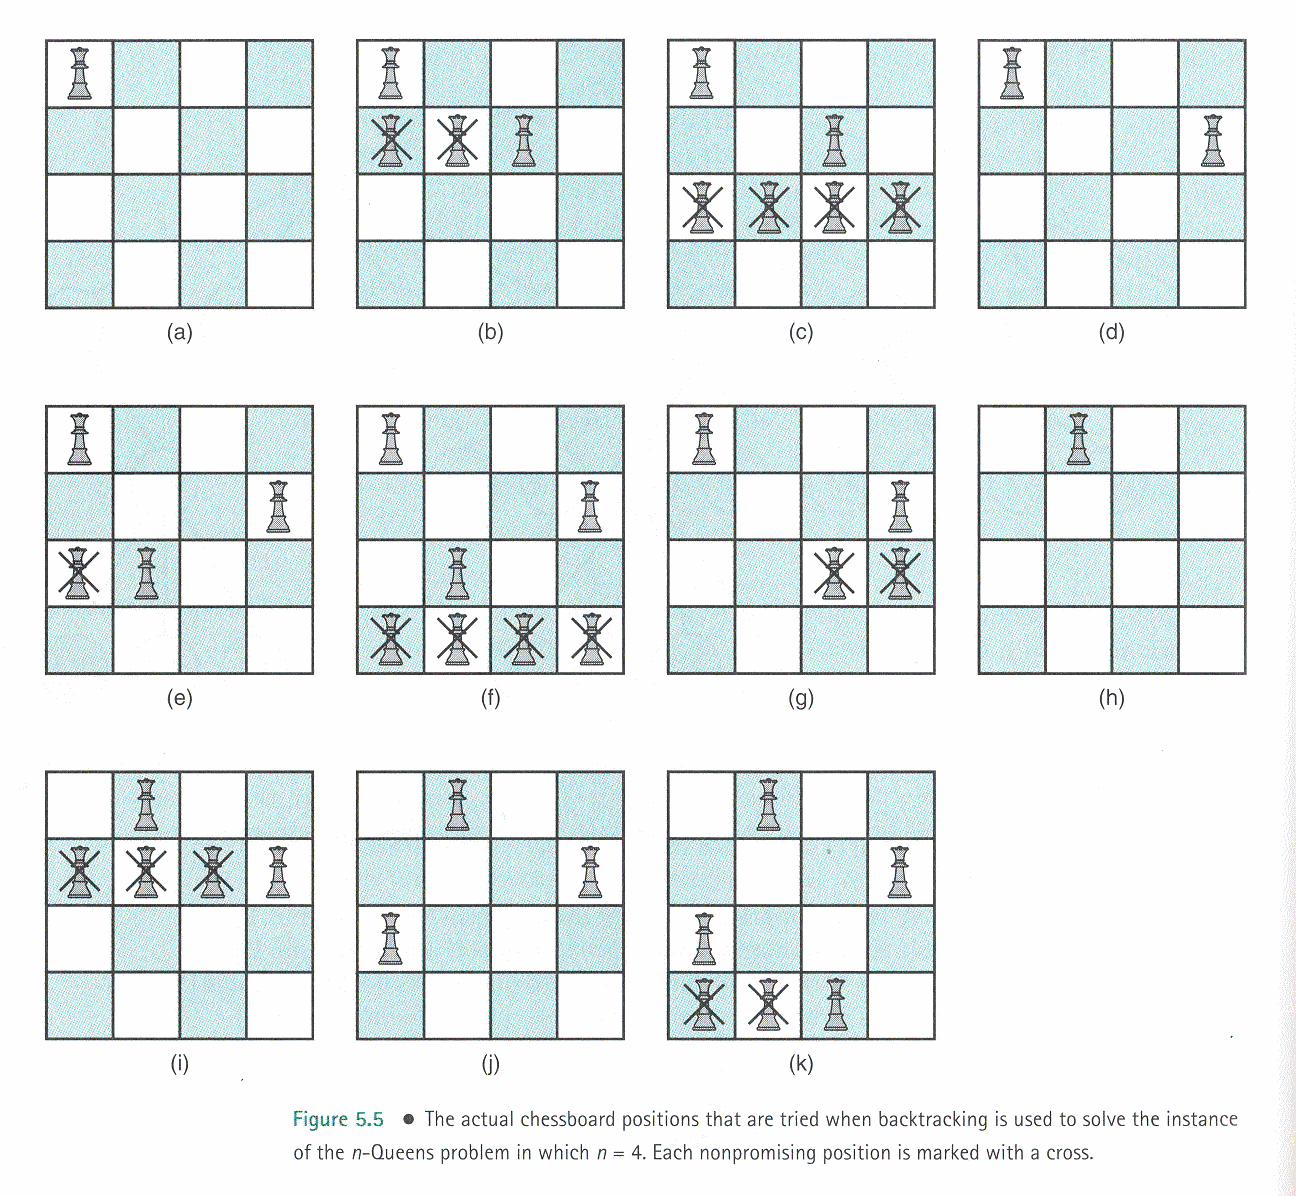 (a)
(b)
(c)
(d)
(e)
(f)
(g)
(h)
(i)
(j)
(k)
Figure 5.5 • The actual chessboard positions that are tried when backtracking is used to solve the instance
of the n-Queens problem in which n = 4. Each nonpromising position is marked with a cross.